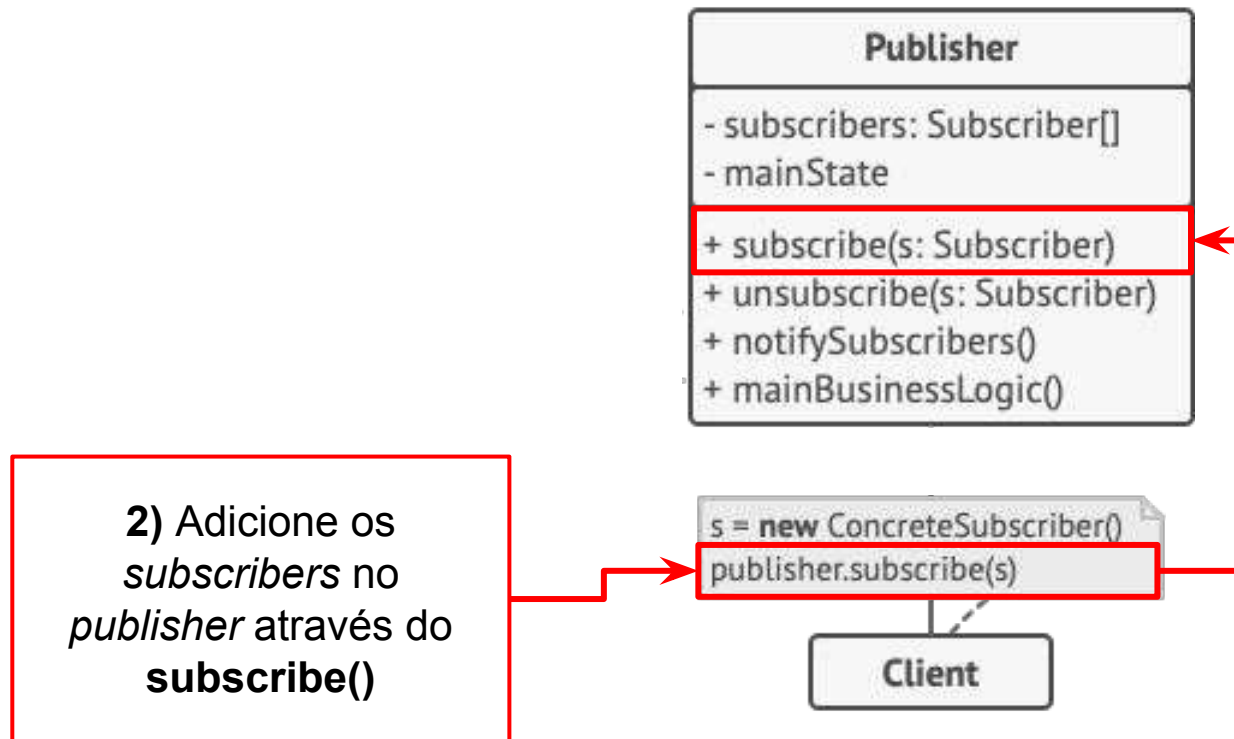 Publisher
- subscribers: Subscriber[]
- mainState
+ subscribe(s: Subscriber)
+ unsubscribe(s: Subscriber)
+ notifySubscribers()
+ mainBusinessLogic()
2) Adicione os
subscribers no
publisher através do
subscribe()
s = new ConcreteSubscriber()
publisher.subscribe(s)
Client